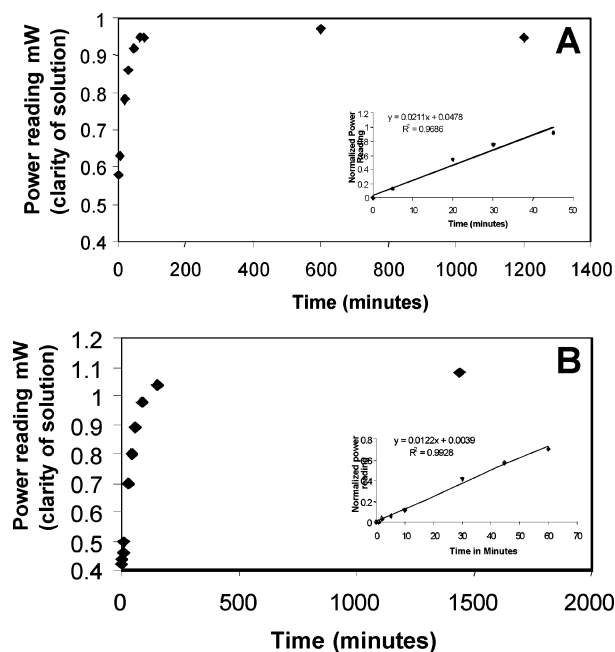 A
Power reading mW
(clarity of solution)
1
0.9
0.8
0.7
0.6
0.5
0.4
0 200 400 600 800 1000 1200 1400
Time (minutes)
y = 0.0211x + 0.0478
R² = 0.9686
Normalized Power
Reading
1.2
1
0.8
0.6
0.4
0.2
0
0 10 20 30 40 50
Time (minutes)
B
Power reading mW
(clarity of solution)
1.2
1.1
1
0.9
0.8
0.7
0.6
0.5
0.4
0 500 1000 1500 2000
Time (minutes)
y = 0.0122x + 0.0039
R² = 0.9928
Normalized power
reading
0.8
0.6
0.4
0.2
0
0 10 20 30 40 50 60 70
Time in Minutes